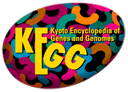 KEGG
Kyoto Encyclopedia of
Genes and Genomes